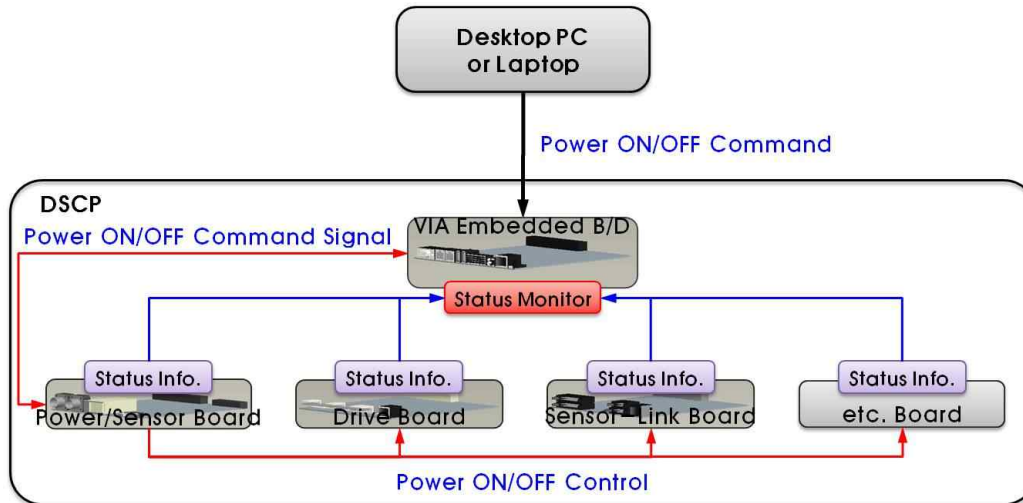 Desktop PC
or Laptop
Power ON/OFF Command
DSCP
VIA Embedded B/D
Power ON/OFF Command Signal
Status Monitor
Status Info.
Status Info.
Status Info.
Status Info.
Power/Sensor Board
Drive Board
Sensor-Link Board
etc. Board
Power ON/OFF Control